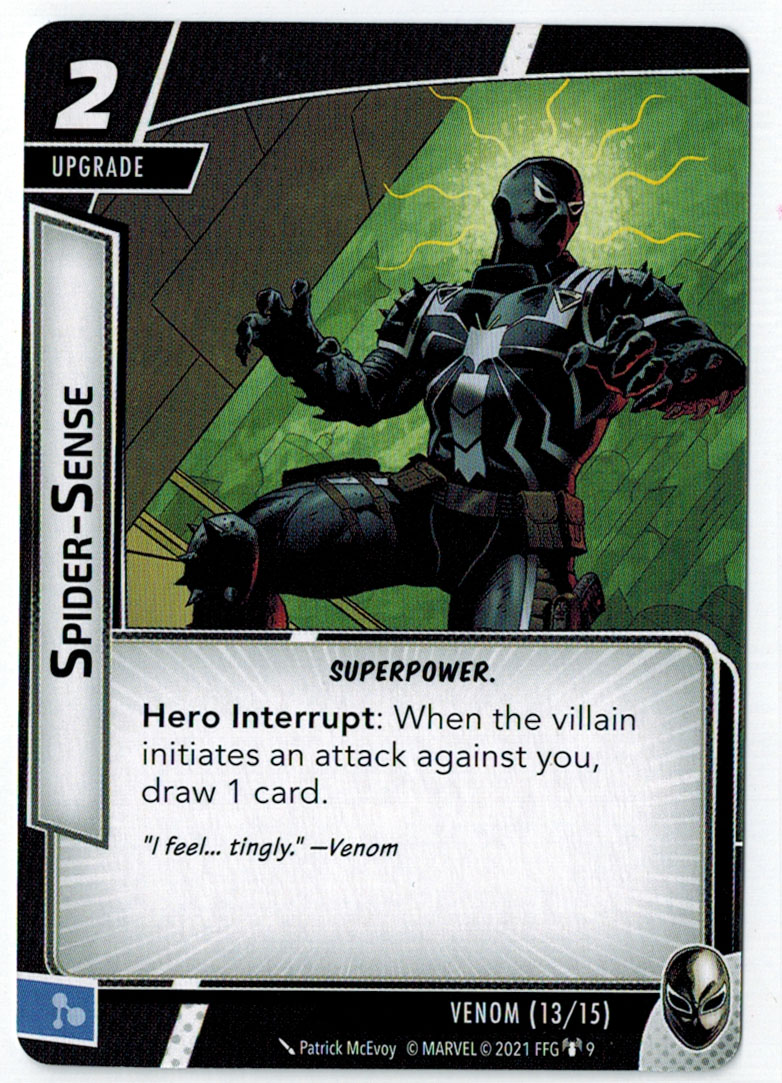 2
UPGRADE
SPIDER-SENSE
SUPERPOWER.
Hero Interrupt: When the villain
initiates an attack against you,
draw 1 card.
"I feel... tingly." —Venom
VENOM (13/15)
Patrick McEvoy © MARVEL © 2021 FFG 9